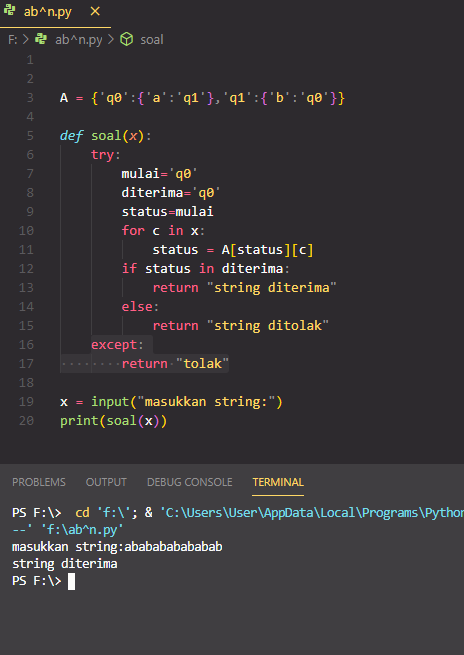 ab^n.py ×
F: > ab^n.py > soal
1
2
3 A = {'q0':{'a':'q1'},'q1':{'b':'q0'}}
4
5 def soal(x):
6 try:
7 mulai='q0'
8 diterima='q0'
9 status=mulai
10 for c in x:
11 status = A[status][c]
12 if status in diterima:
13 return "string diterima"
14 else:
15 return "string ditolak"
16 except:
17 return "tolak"
18
19 x = input("masukkan string:")
20 print(soal(x))
PROBLEMS OUTPUT DEBUG CONSOLE TERMINAL
PS F:\> cd 'f:\'; & 'C:\Users\User\AppData\Local\Programs\Python
--' 'f:\ab^n.py'
masukkan string:abababababab
string diterima
PS F:\>